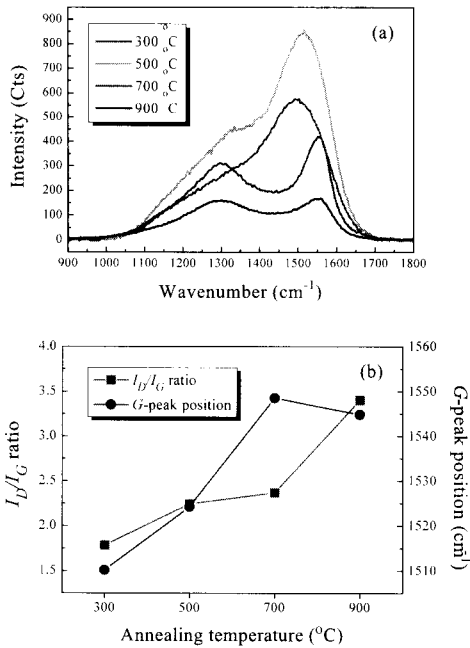 (a)
300 °C
500 °C
700 °C
900 °C
Intensity (Cts)
900
800
700
600
500
400
300
200
100
0
900 1000 1100 1200 1300 1400 1500 1600 1700 1800
Wavenumber (cm⁻¹)
(b)
I_D/I_G ratio
G-peak position
I_D/I_G ratio
4.0
3.5
3.0
2.5
2.0
1.5
1560
1550
1540
1530
1520
1510
G-peak position (cm⁻¹)
300 500 700 900
Annealing temperature (°C)